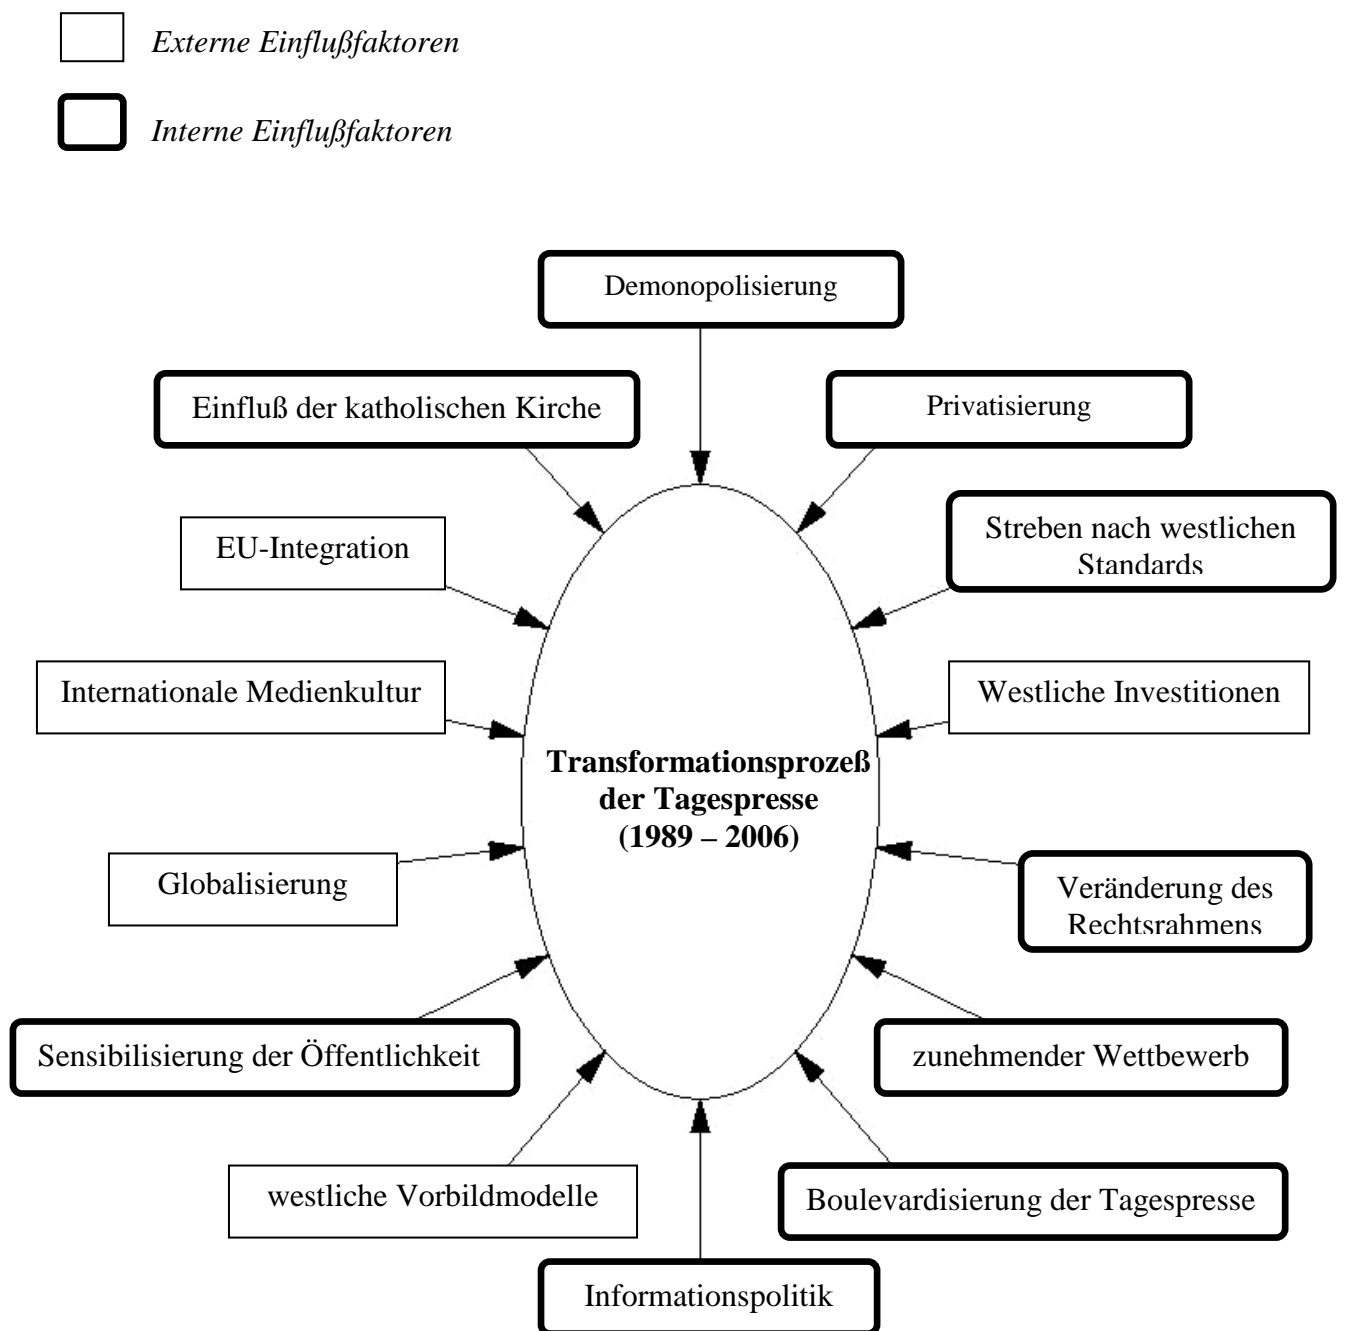 Externe Einflußfaktoren
Interne Einflußfaktoren
Demonopolisierung
Einfluß der katholischen Kirche
Privatisierung
Streben nach westlichen
Standards
EU-Integration
Internationale Medienkultur
Westliche Investitionen
Transformationsprozeß
der Tagespresse
(1989 – 2006)
Globalisierung
Veränderung des
Rechtsrahmens
Sensibilisierung der Öffentlichkeit
zunehmender Wettbewerb
westliche Vorbildmodelle
Boulevardisierung der Tagespresse
Informationspolitik